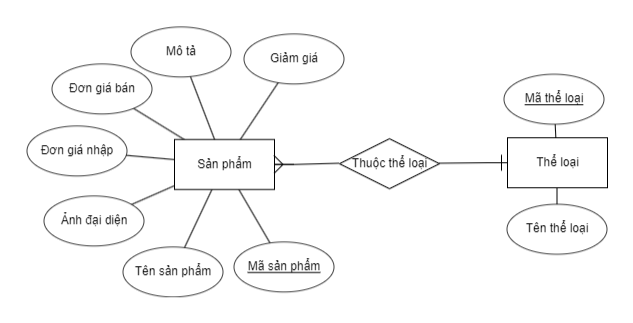 Mô tả
Giảm giá
Đơn giá bán
Mã thể loại
Đơn giá nhập
Sản phẩm
Thuộc thể loại
Thể loại
Ảnh đại diện
Tên thể loại
Tên sản phẩm
Mã sản phẩm